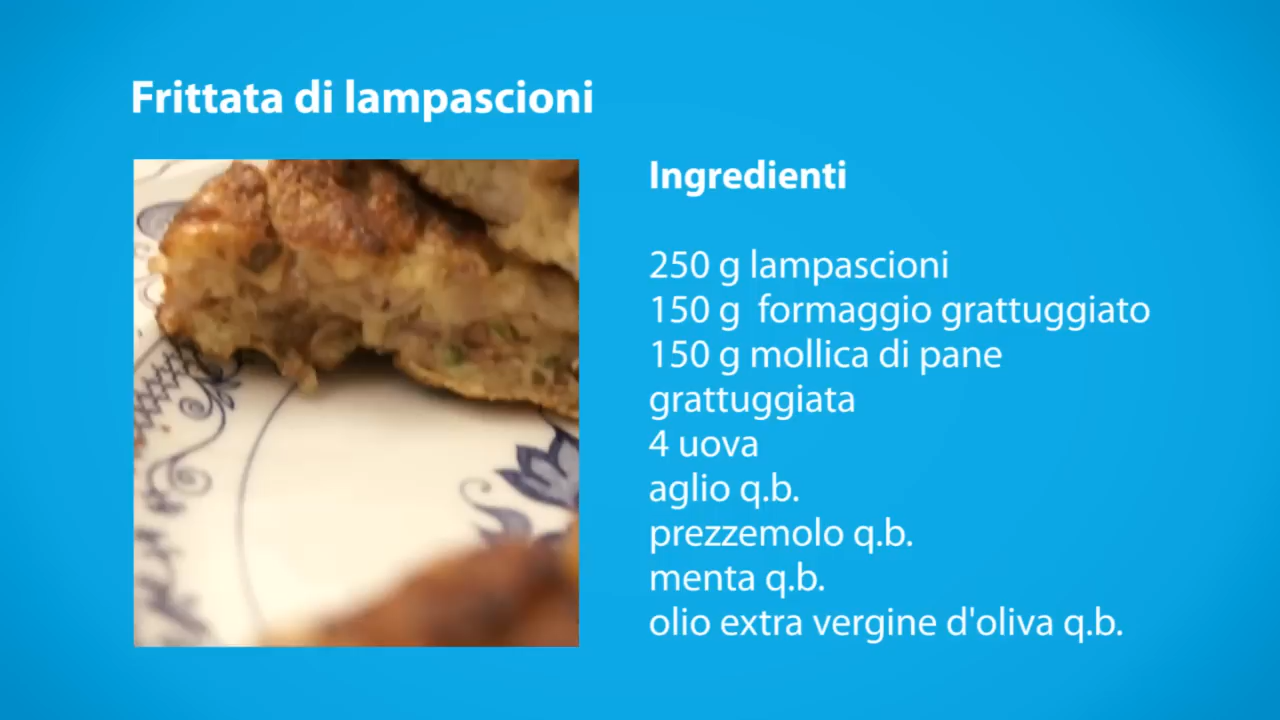 Frittata di lampascioni
Ingredienti
250 g lampascioni
150 g  formaggio grattuggiato
150 g mollica di pane
grattuggiata
4 uova
aglio q.b.
prezzemolo q.b.
menta q.b.
olio extra vergine d'oliva q.b.